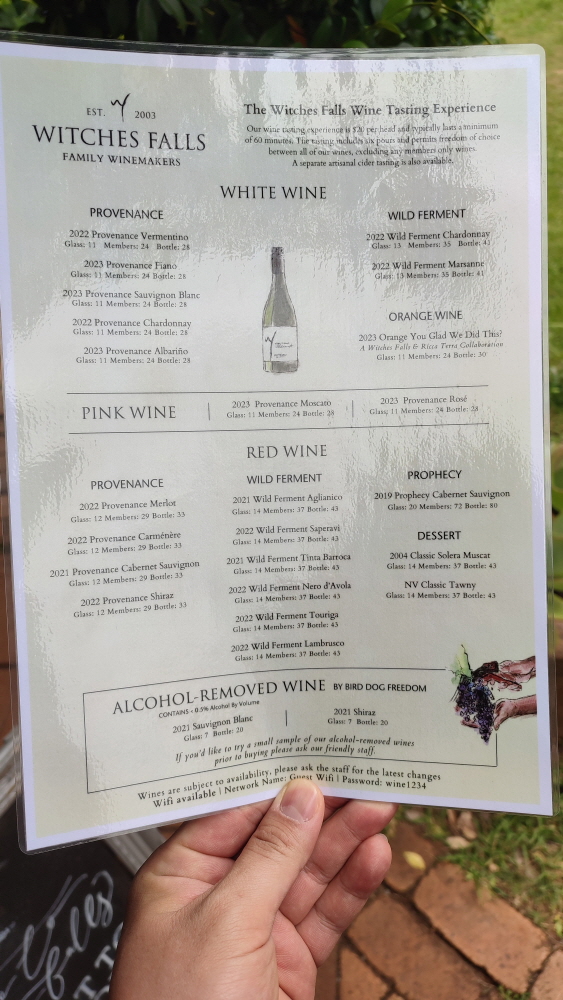 EST. 2003
WITCHES FALLS
FAMILY WINEMAKERS
The Witches Falls Wine Tasting Experience
Our wine tasting experience is $20 per head and typically lasts a minimum
of 60 minutes. The tasting includes six pours and permits freedom of choice
between all of our wines, excluding any members only wines.
A separate artisanal cider tasting is also available.
WHITE WINE
PROVENANCE
2022 Provenance Vermentino
Glass: 11 Members: 24 Bottle: 28
2023 Provenance Fiano
Glass: 11 Members: 24 Bottle: 28
2023 Provenance Sauvignon Blanc
Glass: 11 Members: 24 Bottle: 28
2022 Provenance Chardonnay
Glass: 11 Members: 24 Bottle: 28
2023 Provenance Albariño
Glass: 11 Members: 24 Bottle: 28
WILD FERMENT
2022 Wild Ferment Chardonnay
Glass: 13 Members: 35 Bottle: 41
2022 Wild Ferment Marsanne
Glass: 13 Members: 35 Bottle: 41
ORANGE WINE
2023 Orange You Glad We Did This?
A Witches Falls & Ricca Terra Collaboration
Glass: 11 Members: 24 Bottle: 30
PINK WINE
2023 Provenance Moscato
Glass: 11 Members: 24 Bottle: 28
2023 Provenance Rosé
Glass: 11 Members: 24 Bottle: 28
RED WINE
PROVENANCE
2022 Provenance Merlot
Glass: 12 Members: 29 Bottle: 33
2022 Provenance Carménère
Glass: 12 Members: 29 Bottle: 33
2021 Provenance Cabernet Sauvignon
Glass: 12 Members: 29 Bottle: 33
2022 Provenance Shiraz
Glass: 12 Members: 29 Bottle: 33
WILD FERMENT
2021 Wild Ferment Aglianico
Glass: 14 Members: 37 Bottle: 43
2022 Wild Ferment Saperavi
Glass: 14 Members: 37 Bottle: 43
2021 Wild Ferment Tinta Barroca
Glass: 14 Members: 37 Bottle: 43
2022 Wild Ferment Nero d'Avola
Glass: 14 Members: 37 Bottle: 43
2022 Wild Ferment Touriga
Glass: 14 Members: 37 Bottle: 43
2022 Wild Ferment Lambrusco
Glass: 14 Members: 37 Bottle: 43
PROPHECY
2019 Prophecy Cabernet Sauvignon
Glass: 20 Members: 72 Bottle: 80
DESSERT
2004 Classic Solera Muscat
Glass: 14 Members: 37 Bottle: 43
NV Classic Tawny
Glass: 14 Members: 37 Bottle: 43
ALCOHOL-REMOVED WINE BY BIRD DOG FREEDOM
CONTAINS < 0.5% Alcohol By Volume
2021 Sauvignon Blanc
Glass: 7 Bottle: 20
2021 Shiraz
Glass: 7 Bottle: 20
If you'd like to try a small sample of our alcohol-removed wines
prior to buying please ask our friendly staff.
Wines are subject to availability, please ask the staff for the latest changes
Wifi available | Network Name: Guest Wifi | Password: wine1234